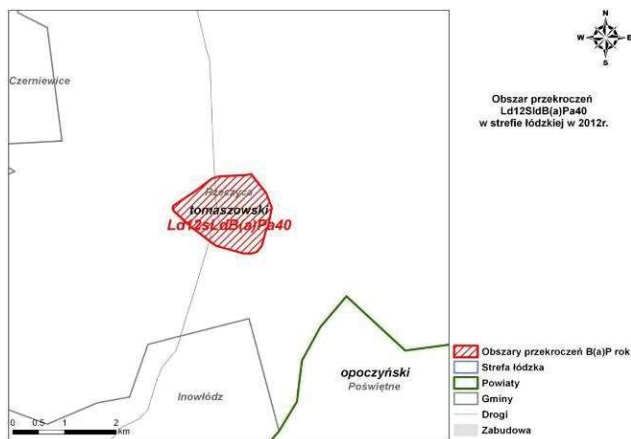 N
W E
S
Czerniewice
Obszar przekroczeń
Ld12SldB(a)Pa40
w strefie łódzkiej w 2012r.
Rzeczyca
tomaszowski
Ld12sLdB(a)Pa40
opoczyński
Poświętne
Inowłódz
0 0.5 1 2
km
Obszary przekroczeń B(a)P rok
Strefa łódzka
Powiaty
Gminy
Drogi
Zabudowa